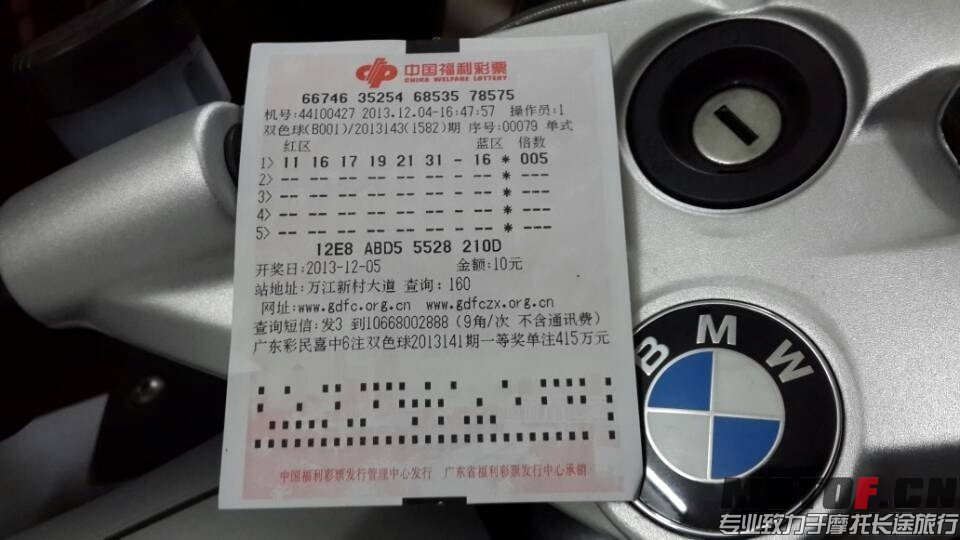 中国福利彩票
CHINA WELFARE LOTTERY
66746 35254 68535 78575
机号:44100427 2013.12.04-16:47:57 操作员:1
双色球(B001)/2013143(1582)期 序号:00079 单式
红区 蓝区 倍数
1> 11 16 17 19 21 31 - 16 * 005
2> -- -- -- -- -- -- - -- * ---
3> -- -- -- -- -- -- - -- * ---
4> -- -- -- -- -- -- - -- * ---
5> -- -- -- -- -- -- - -- * ---
12E8 ABD5 5528 210D
开奖日:2013-12-05 金额:10元
站地址:万江新村大道 查询:160
网址:www.gdfc.org.cn www.gdfczx.org.cn
查询短信:发3 到10668002888(9角/次 不含通讯费)
广东彩民喜中6注双色球2013141期一等奖单注415万元
中国福利彩票发行管理中心发行 广东省福利彩票发行中心承销
BMW
MOTOF.CN
专业致力于摩托长途旅行